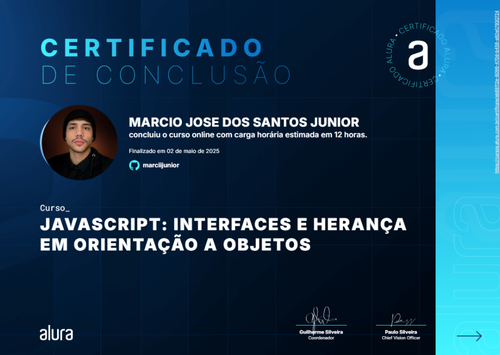 CERTIFICADO
DE CONCLUSÃO
CERTIFICADO ALURA • CERTIFICADO ALURA •
a
MARCIO JOSE DOS SANTOS JUNIOR
concluiu o curso online com carga horária estimada em 12 horas.
Finalizado em 02 de maio de 2025
marciijunior
Curso_
JAVASCRIPT: INTERFACES E HERANÇA
EM ORIENTAÇÃO A OBJETOS
Guilherme Silveira
Coordenador
Paulo Silveira
Chief Vision Officer
alura
alura